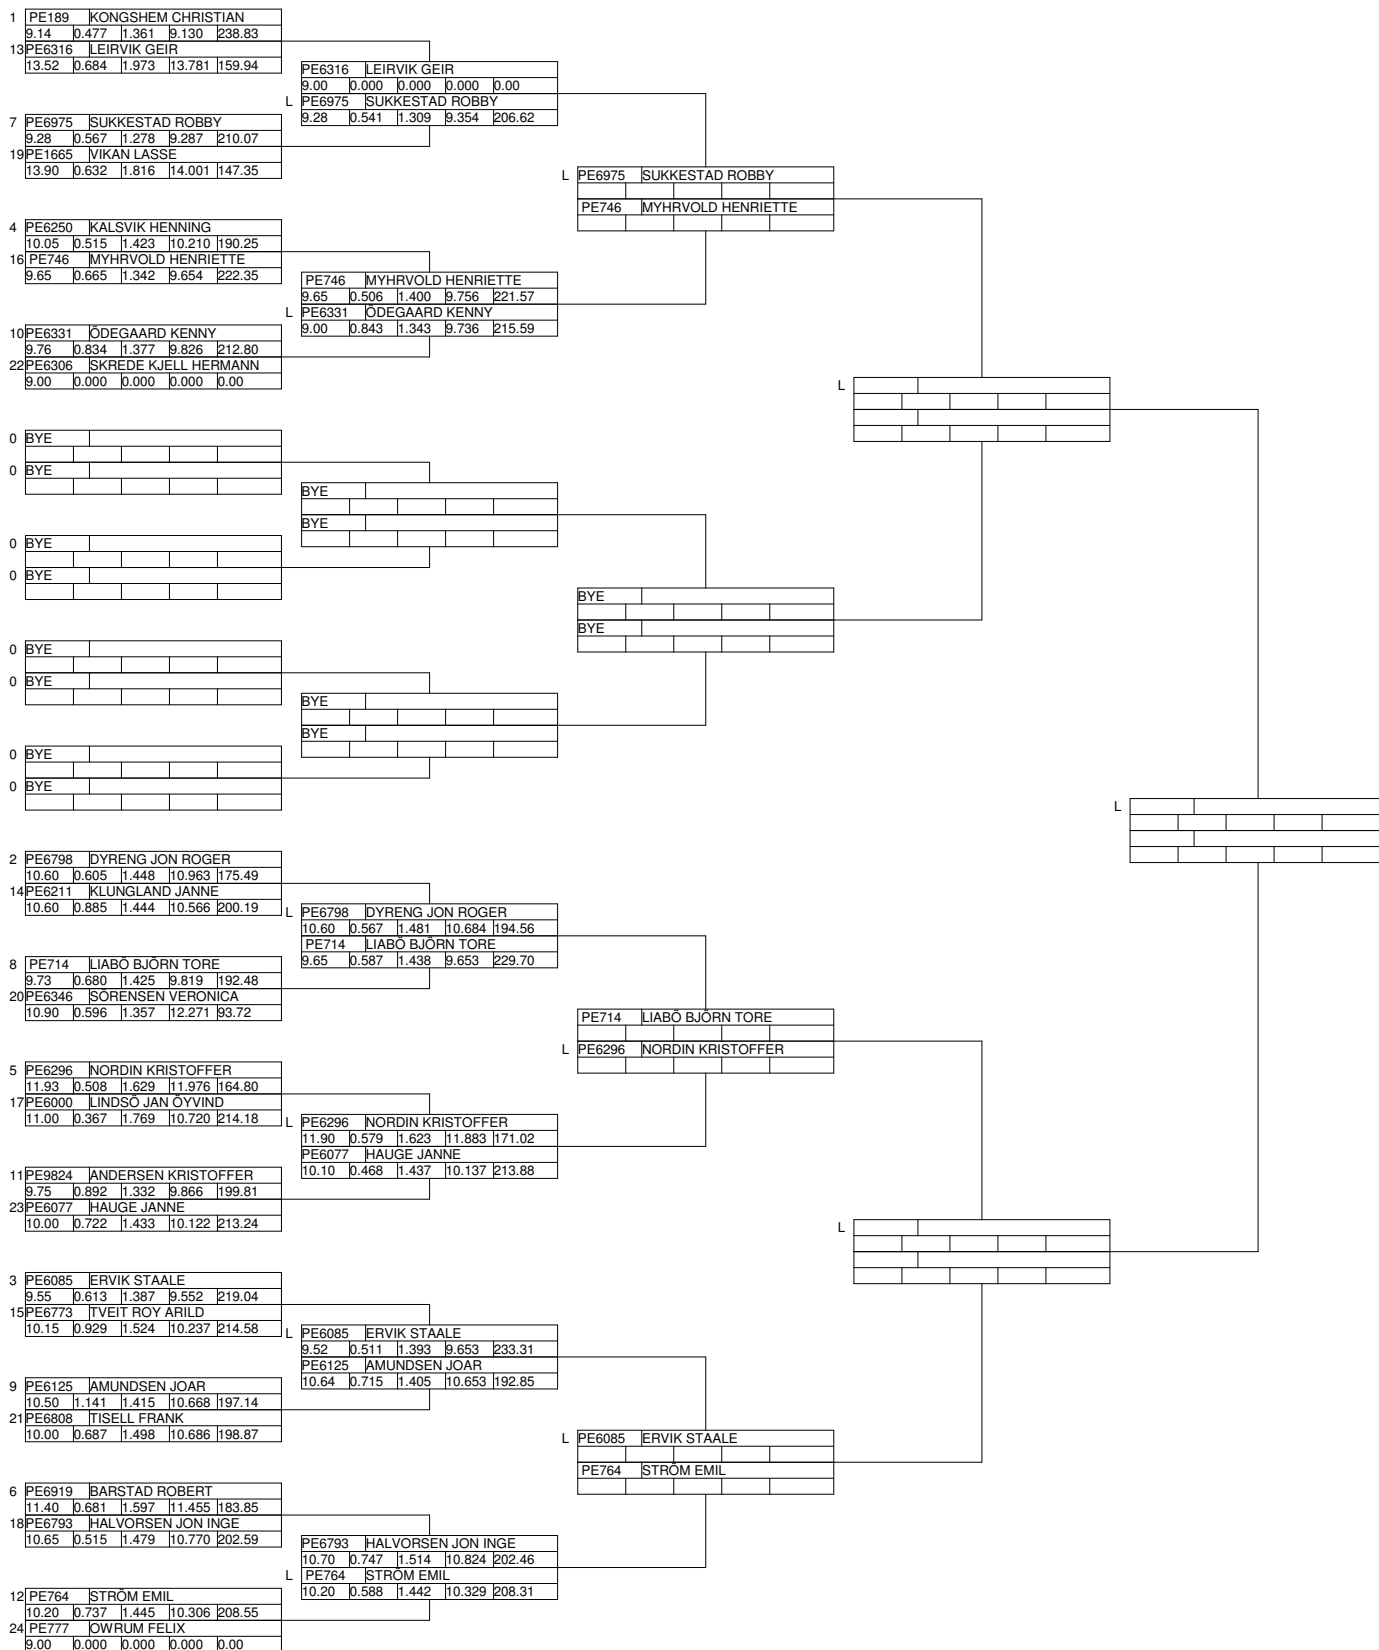 1 PE189 KONGSHEM CHRISTIAN
9.14 0.477 1.361 9.130 238.83
13 PE6316 LEIRVIK GEIR
13.52 0.684 1.973 13.781 159.94
7 PE6975 SUKKESTAD ROBBY
9.28 0.567 1.278 9.287 210.07
19 PE1665 VIKAN LASSE
13.90 0.632 1.816 14.001 147.35
4 PE6250 KALSVIK HENNING
10.05 0.515 1.423 10.210 190.25
16 PE746 MYHRVOLD HENRIETTE
9.65 0.665 1.342 9.654 222.35
10 PE6331 ÖDEGAARD KENNY
9.76 0.834 1.377 9.826 212.80
22 PE6306 SKREDE KJELL HERMANN
9.00 0.000 0.000 0.000 0.00
0 BYE
0 BYE
0 BYE
0 BYE
0 BYE
0 BYE
0 BYE
0 BYE
2 PE6798 DYRENG JON ROGER
10.60 0.605 1.448 10.963 175.49
14 PE6211 KLUNGLAND JANNE
10.60 0.885 1.444 10.566 200.19
8 PE714 LIABÖ BJÖRN TORE
9.73 0.680 1.425 9.819 192.48
20 PE6346 SÖRENSEN VERONICA
10.90 0.596 1.357 12.271 93.72
5 PE6296 NORDIN KRISTOFFER
11.93 0.508 1.629 11.976 164.80
17 PE6000 LINDSÖ JAN ÖYVIND
11.00 0.367 1.769 10.720 214.18
11 PE9824 ANDERSEN KRISTOFFER
9.75 0.892 1.332 9.866 199.81
23 PE6077 HAUGE JANNE
10.00 0.722 1.433 10.122 213.24
3 PE6085 ERVIK STAALE
9.55 0.613 1.387 9.552 219.04
15 PE6773 TVEIT ROY ARILD
10.15 0.929 1.524 10.237 214.58
9 PE6125 AMUNDSEN JOAR
10.50 1.141 1.415 10.668 197.14
21 PE6808 TISELL FRANK
10.00 0.687 1.498 10.686 198.87
6 PE6919 BARSTAD ROBERT
11.40 0.681 1.597 11.455 183.85
18 PE6793 HALVORSEN JON INGE
10.65 0.515 1.479 10.770 202.59
12 PE764 STRÖM EMIL
10.20 0.737 1.445 10.306 208.55
24 PE777 OWRUM FELIX
9.00 0.000 0.000 0.000 0.00
PE6316 LEIRVIK GEIR
9.00 0.000 0.000 0.000 0.00
L PE6975 SUKKESTAD ROBBY
9.28 0.541 1.309 9.354 206.62
PE746 MYHRVOLD HENRIETTE
9.65 0.506 1.400 9.756 221.57
L PE6331 ÖDEGAARD KENNY
9.00 0.843 1.343 9.736 215.59
BYE
BYE
BYE
BYE
L PE6798 DYRENG JON ROGER
10.60 0.567 1.481 10.684 194.56
PE714 LIABÖ BJÖRN TORE
9.65 0.587 1.438 9.653 229.70
L PE6296 NORDIN KRISTOFFER
11.90 0.579 1.623 11.883 171.02
PE6077 HAUGE JANNE
10.10 0.468 1.437 10.137 213.88
L PE6085 ERVIK STAALE
9.52 0.511 1.393 9.653 233.31
PE6125 AMUNDSEN JOAR
10.64 0.715 1.405 10.653 192.85
PE6793 HALVORSEN JON INGE
10.70 0.747 1.514 10.824 202.46
L PE764 STRÖM EMIL
10.20 0.588 1.442 10.329 208.31
L PE6975 SUKKESTAD ROBBY
PE746 MYHRVOLD HENRIETTE
BYE
BYE
PE714 LIABÖ BJÖRN TORE
L PE6296 NORDIN KRISTOFFER
L PE6085 ERVIK STAALE
PE764 STRÖM EMIL
L
L
L